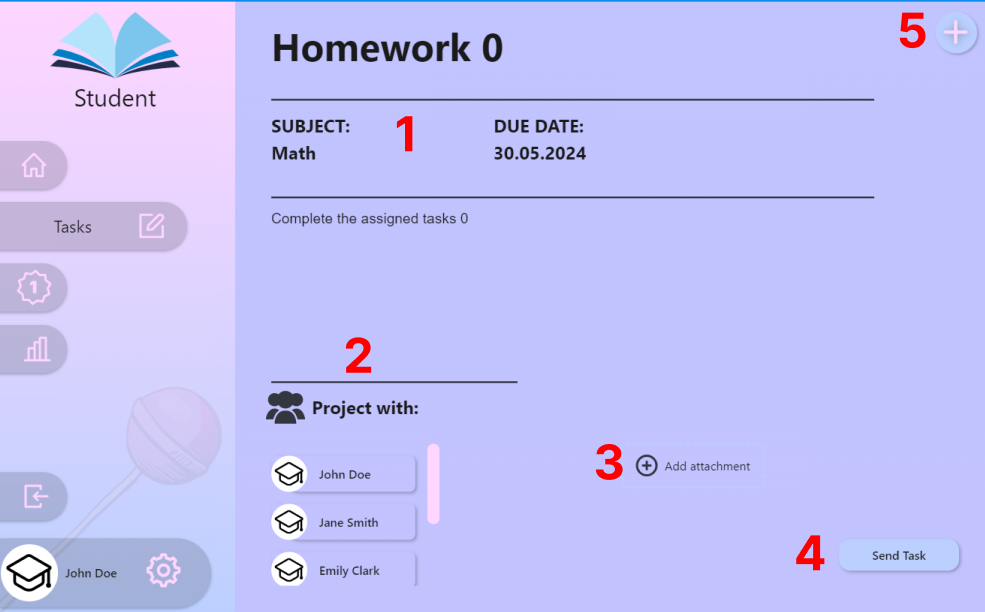 Student
Tasks
1
John Doe
Homework 0
5
SUBJECT:
Math
1
DUE DATE:
30.05.2024
Complete the assigned tasks 0
2
Project with:
John Doe
Jane Smith
Emily Clark
3
Add attachment
4
Send Task